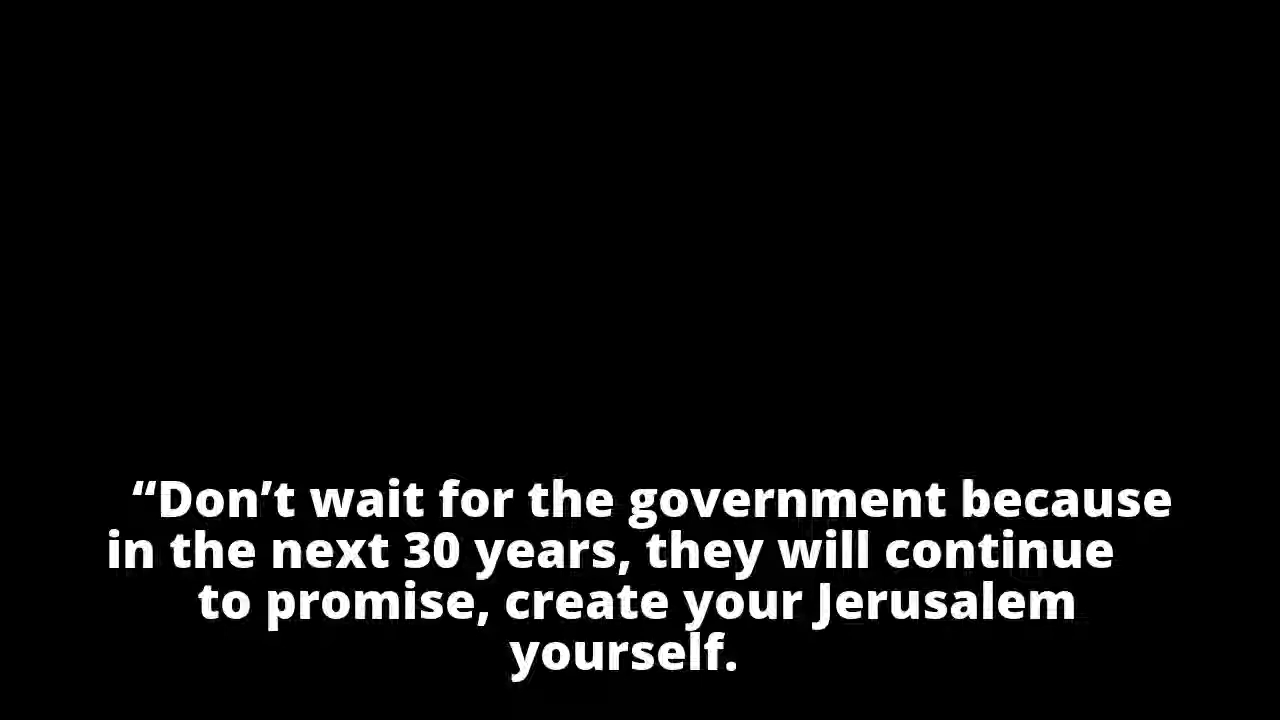 “Don’t wait for the government because
in the next 30 years, they will continue
to promise, create your Jerusalem
yourself.